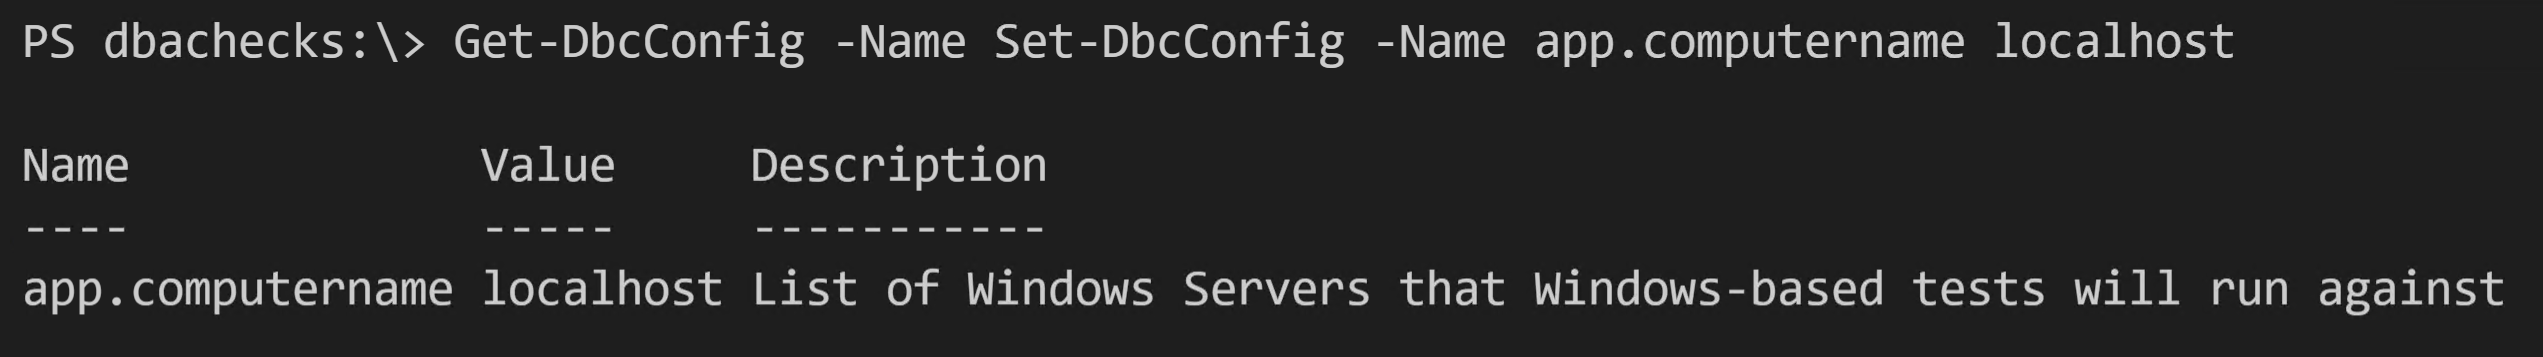 PS dbachecks:\> Get-DbcConfig -Name Set-DbcConfig -Name app.computername localhost
Name Value Description
---- ----- -----------
app.computername localhost List of Windows Servers that Windows-based tests will run against